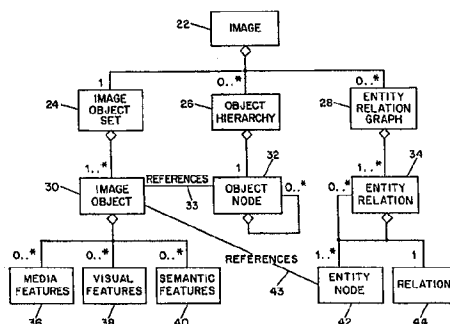 22
IMAGE
1
0..*
0..*
24
IMAGE
OBJECT
SET
26
OBJECT
HIERARCHY
28
ENTITY
RELATION
GRAPH
1..*
1
32
1..*
34
30
IMAGE
OBJECT
REFERENCES
33
OBJECT
NODE
0..*
0..*
ENTITY
RELATION
0..*
0..*
0..*
REFERENCES
43
1..*
1
MEDIA
FEATURES
VISUAL
FEATURES
SEMANTIC
FEATURES
ENTITY
NODE
RELATION
36
38
40
42
44